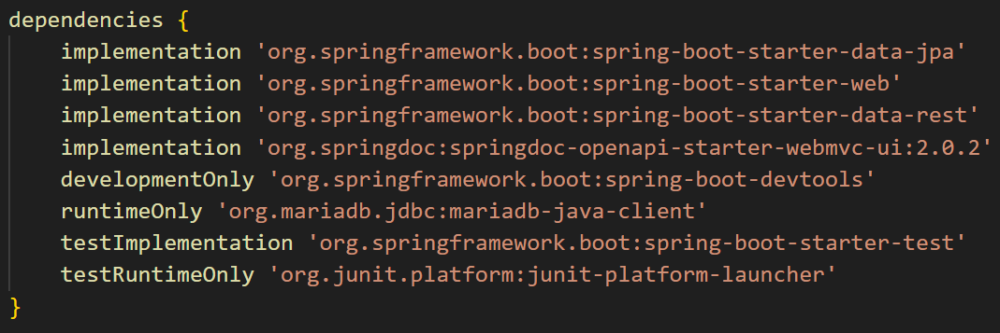 dependencies {
    implementation 'org.springframework.boot:spring-boot-starter-data-jpa'
    implementation 'org.springframework.boot:spring-boot-starter-web'
    implementation 'org.springframework.boot:spring-boot-starter-data-rest'
    implementation 'org.springdoc:springdoc-openapi-starter-webmvc-ui:2.0.2'
    developmentOnly 'org.springframework.boot:spring-boot-devtools'
    runtimeOnly 'org.mariadb.jdbc:mariadb-java-client'
    testImplementation 'org.springframework.boot:spring-boot-starter-test'
    testRuntimeOnly 'org.junit.platform:junit-platform-launcher'
}